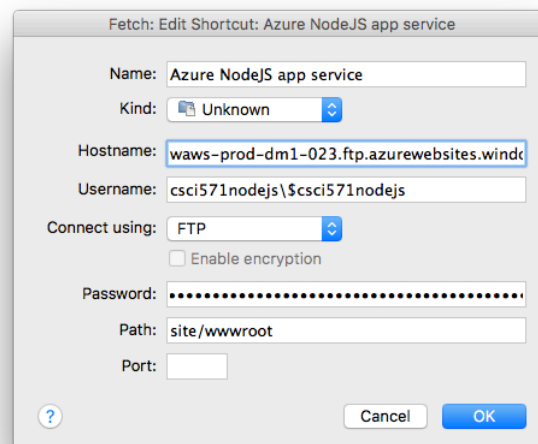 Fetch: Edit Shortcut: Azure NodeJS app service
Name: Azure NodeJS app service
Kind: Unknown
Hostname: waws-prod-dm1-023.ftp.azurewebsites.windo
Username: csci571nodejs\$csci571nodejs
Connect using: FTP
Enable encryption
Password: ••••••••••••••••••••••••••••••••••••••••••
Path: site/wwwroot
Port:
? Cancel OK